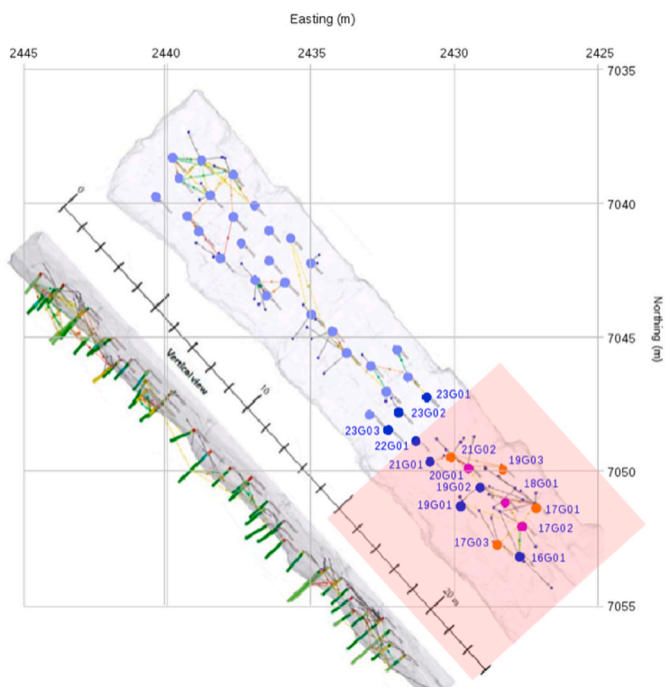 Easting (m)
2445 2440 2435 2430 2425
7035
7040
7045
7050
7055
Northing (m)
0
10
20 m
Vertical view
23G01
23G02
23G03
22G01
21G01
21G02
20G01
19G03
19G02
18G01
19G01
17G01
17G02
17G03
16G01